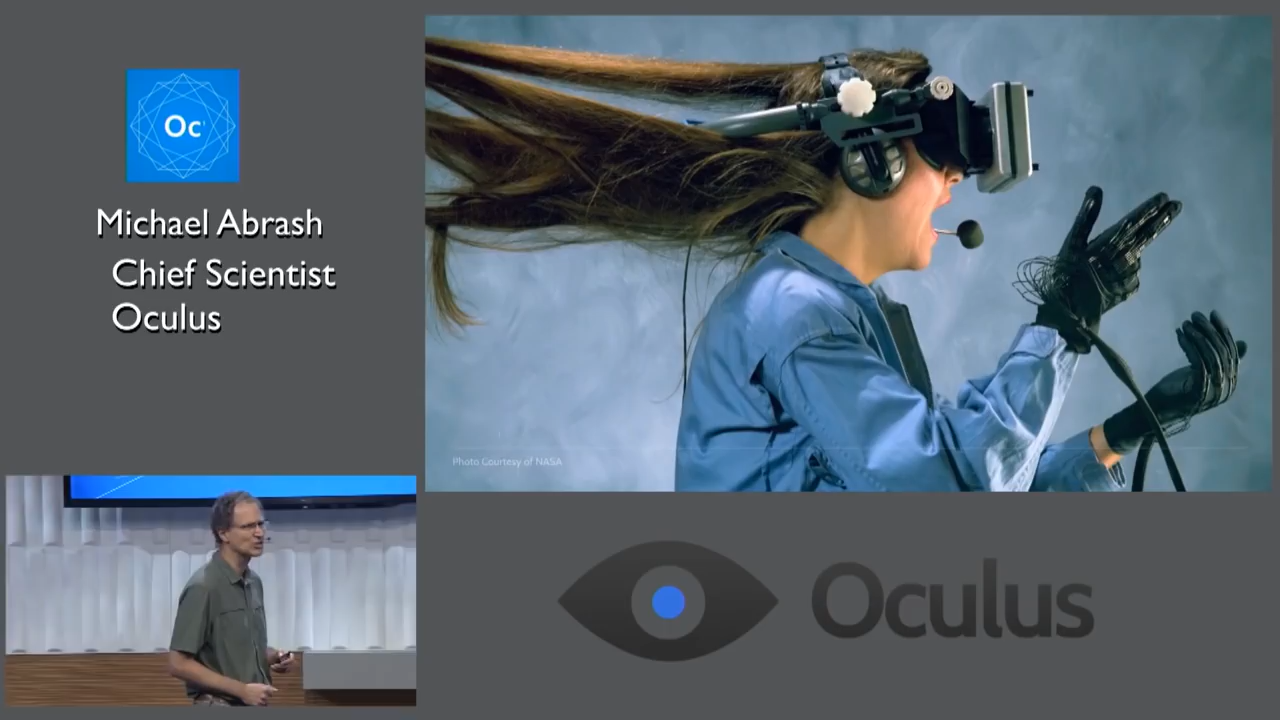 Oc
Michael Abrash
Chief Scientist
Oculus
Photo Courtesy of NASA
Oculus